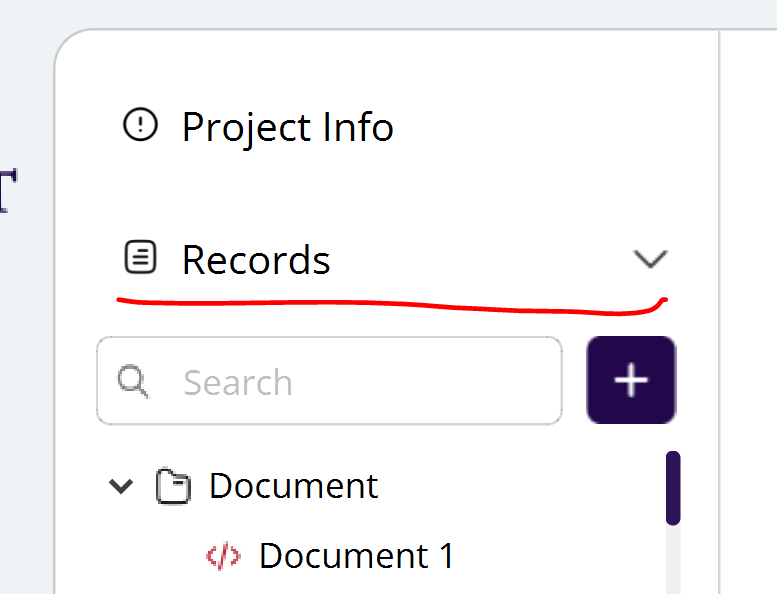 T
Project Info
Records
Search
Document
Document 1